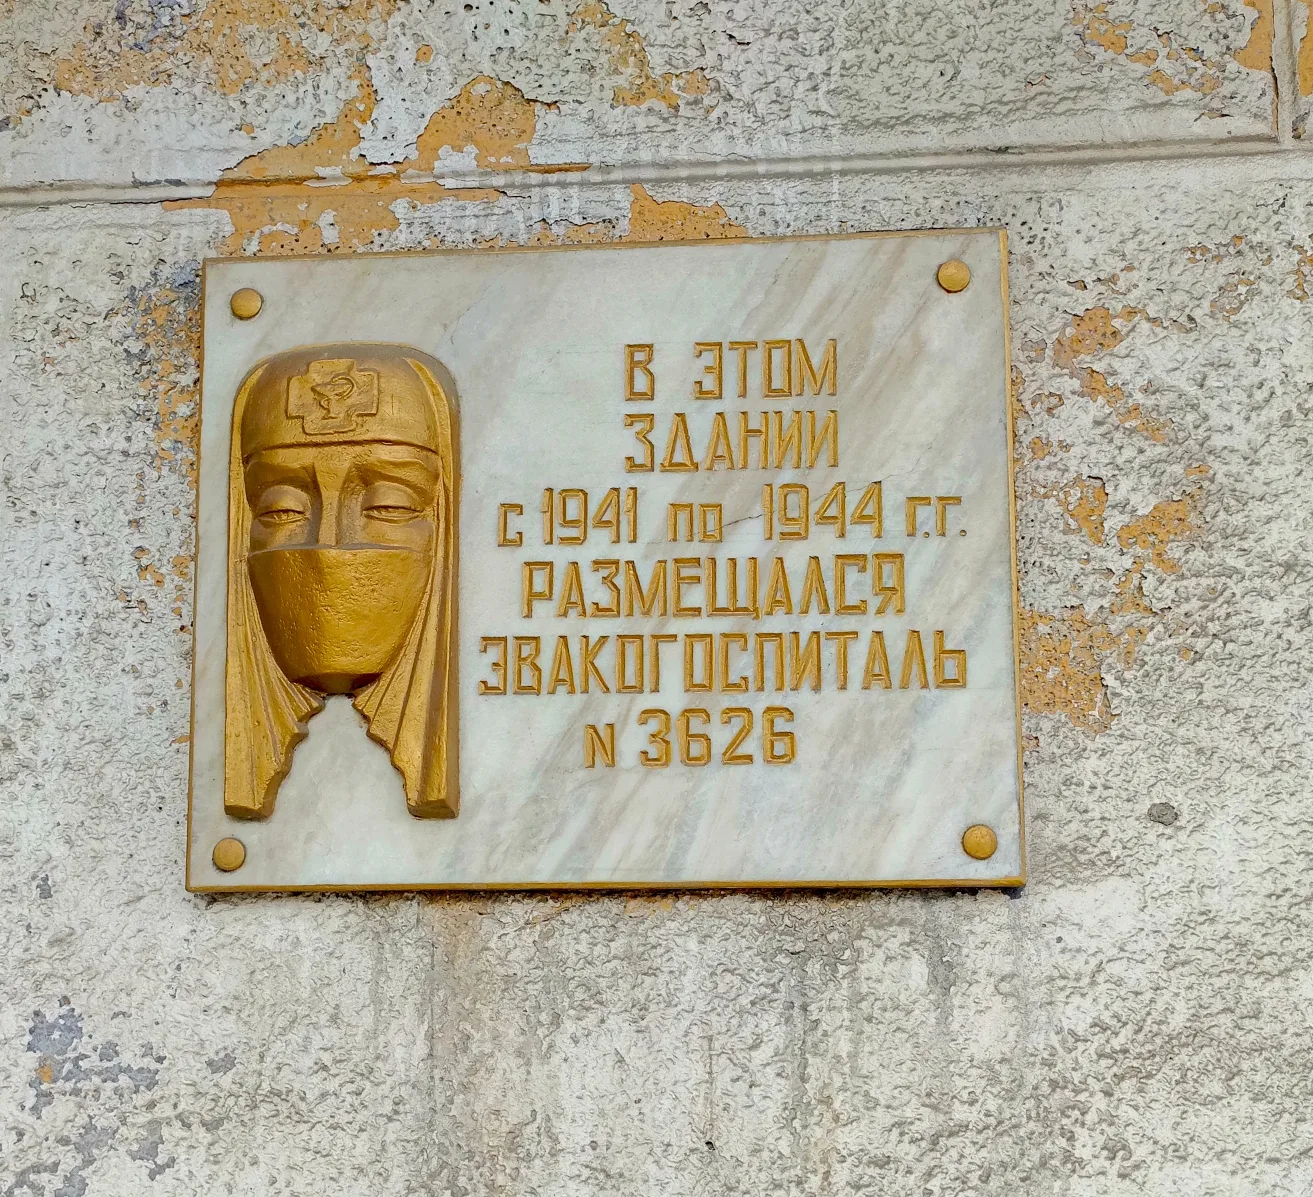 В ЭТОМ
ЗДАНИИ
С 1941 ПО 1944 Г.Г.
РАЗМЕЩАЛСЯ
ЭВАКОГОСПИТАЛЬ
N 3626